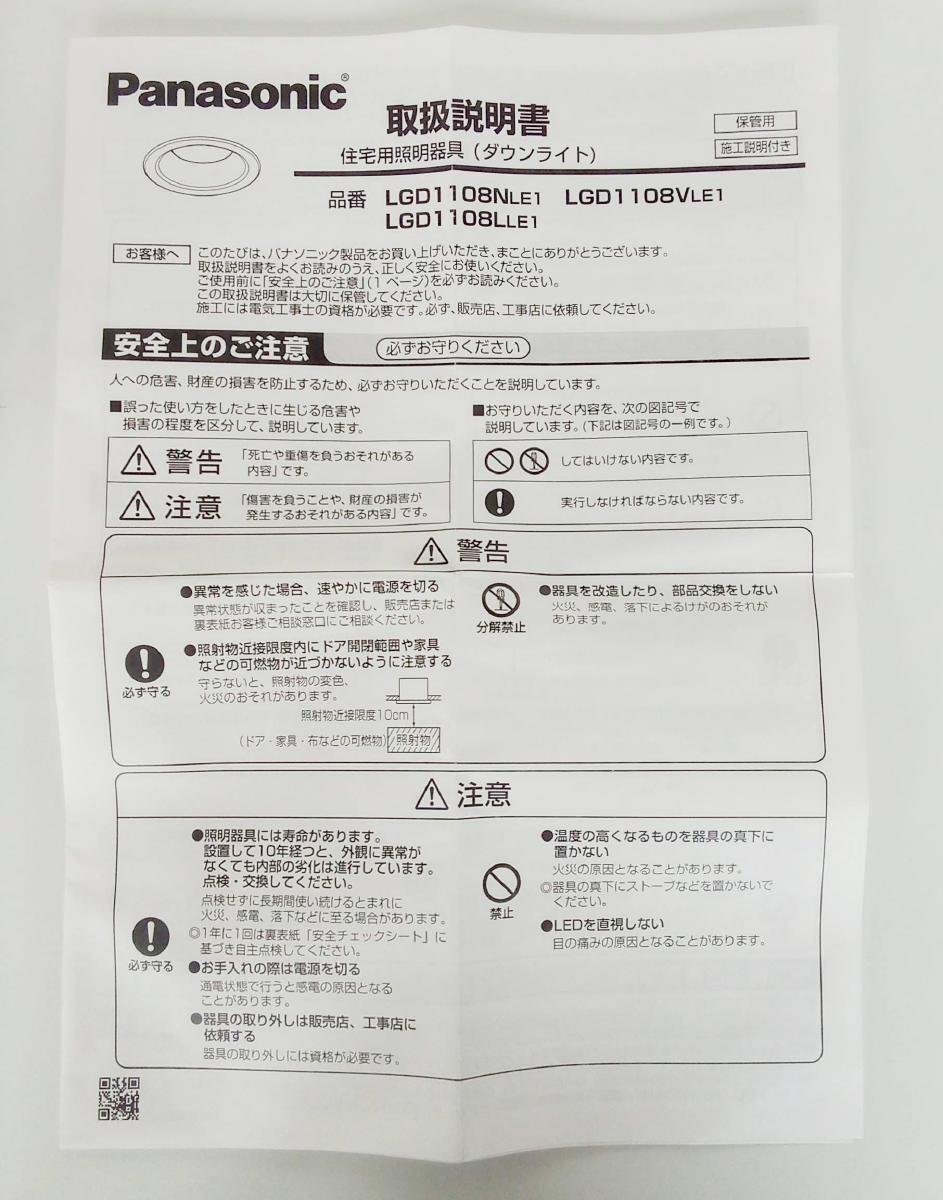 Panasonic®
取扱説明書
住宅用照明器具(ダウンライト)
保管用
施工説明付き
品番 LGD1108NLE1 LGD1108VLE1
LGD1108LLE1
お客様へ
このたびは、パナソニック製品をお買い上げいただき、まことにありがとうございます。
取扱説明書をよくお読みのうえ、正しく安全にお使いください。
ご使用前に「安全上のご注意」(1 ページ)を必ずお読みください。
この取扱説明書は大切に保管してください。
施工には電気工事士の資格が必要です。必ず、販売店、工事店に依頼してください。
安全上のご注意
必ずお守りください
人への危害、財産の損害を防止するため、必ずお守りいただくことを説明しています。
■誤った使い方をしたときに生じる危害や
損害の程度を区分して、説明しています。
警告
「死亡や重傷を負うおそれがある
内容」です。
注意
「傷害を負うことや、財産の損害が
発生するおそれがある内容」です。
■お守りいただく内容を、次の図記号で
説明しています。(下記は図記号の一例です。)
してはいけない内容です。
実行しなければならない内容です。
警告
必ず守る
●異常を感じた場合、速やかに電源を切る
異常状態が収まったことを確認し、販売店または
裏表紙お客様ご相談窓口にご相談ください。
●照射物近接限度内にドア開閉範囲や家具
などの可燃物が近づかないように注意する
守らないと、照射物の変色、
火災のおそれがあります。
照射物近接限度10cm
(ドア・家具・布などの可燃物)
照射物
分解禁止
●器具を改造したり、部品交換をしない
火災、感電、落下によるけがのおそれが
あります。
注意
必ず守る
●照明器具には寿命があります。
設置して10年経つと、外観に異常が
なくても内部の劣化は進行しています。
点検・交換してください。
点検せずに長期間使い続けるとまれに
火災、感電、落下などに至る場合があります。
◎1年に1回は裏表紙「安全チェックシート」に
基づき自主点検してください。
●お手入れの際は電源を切る
通電状態で行うと感電の原因となる
ことがあります。
●器具の取り外しは販売店、工事店に
依頼する
器具の取り外しには資格が必要です。
禁止
●温度の高くなるものを器具の真下に
置かない
火災の原因となることがあります。
◎器具の真下にストーブなどを置かないで
ください。
●LEDを直視しない
目の痛みの原因となることがあります。